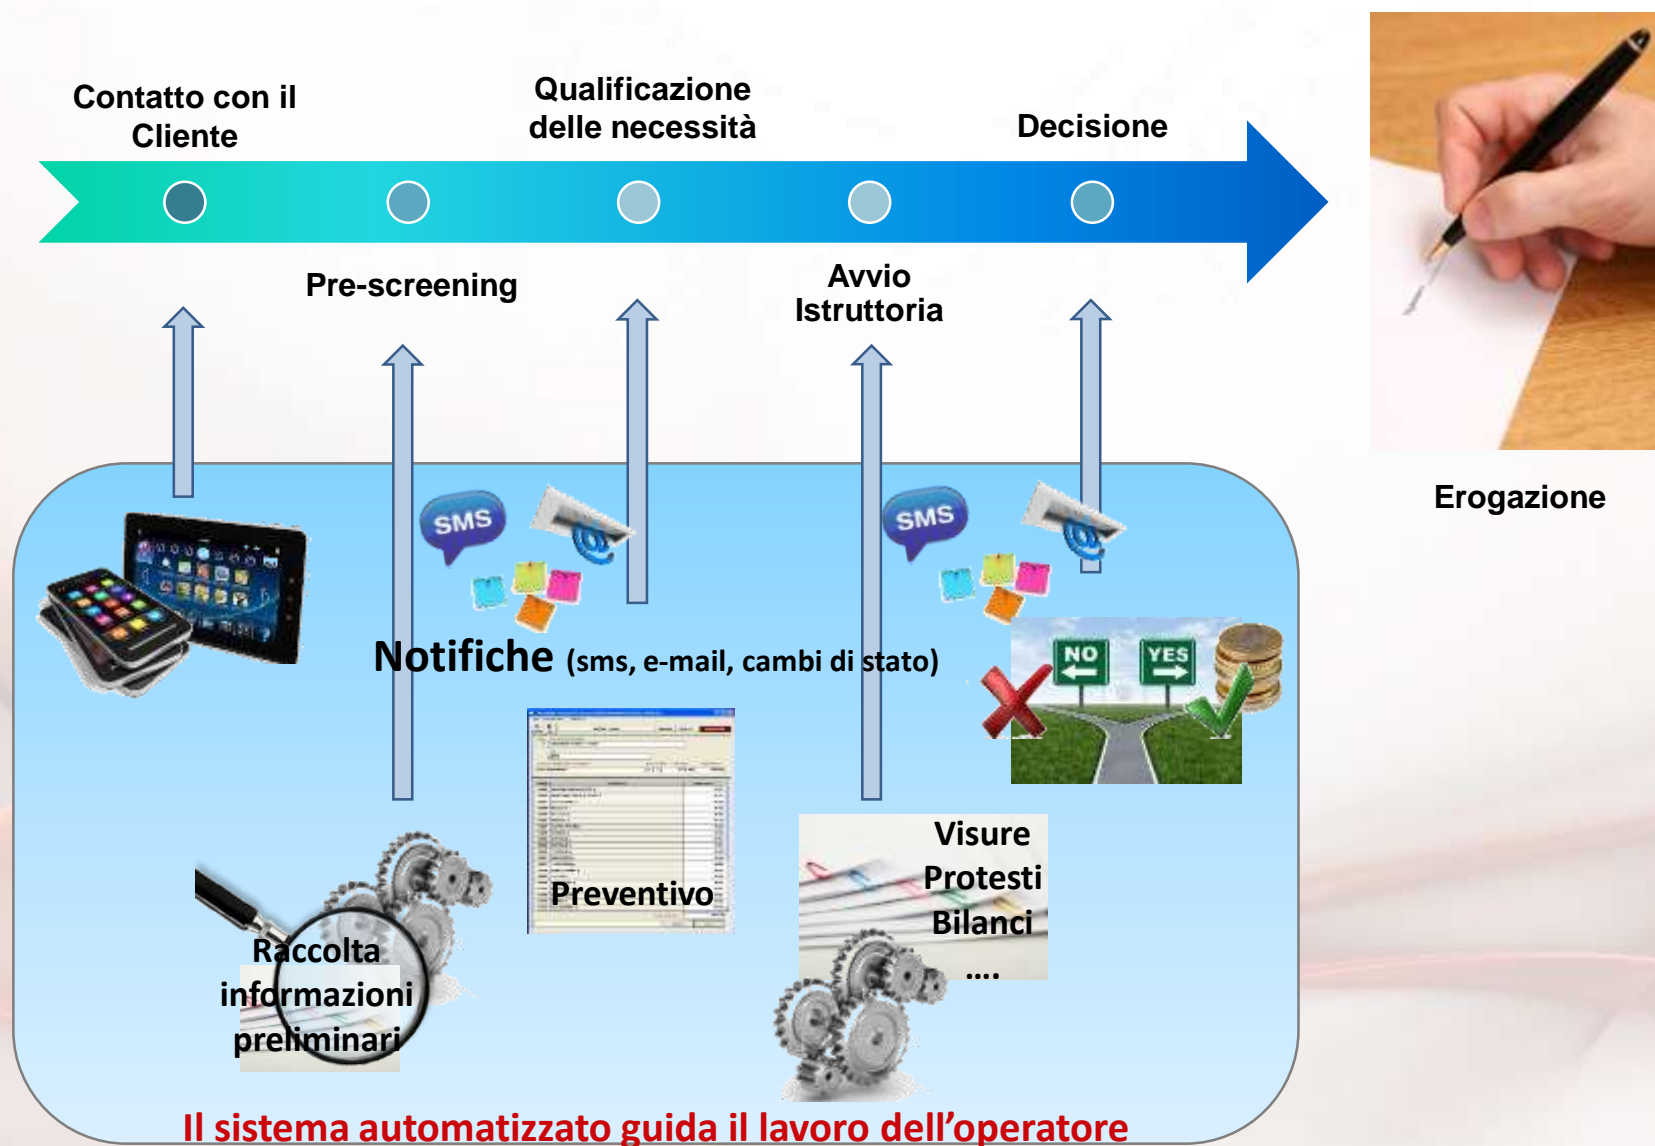 Contatto con il
Cliente
Qualificazione
delle necessità
Decisione
Pre-screening
Avvio
Istruttoria
Erogazione
SMS
SMS
Notifiche (sms, e-mail, cambi di stato)
NO
YES
Preventivo
Visure
Protesti
Bilanci
....
Raccolta
informazioni
preliminari
Il sistema automatizzato guida il lavoro dell’operatore